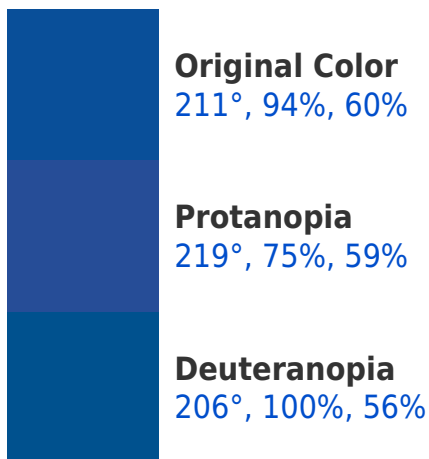 Original Color
211°, 94%, 60%
Protanopia
219°, 75%, 59%
Deuteranopia
206°, 100%, 56%